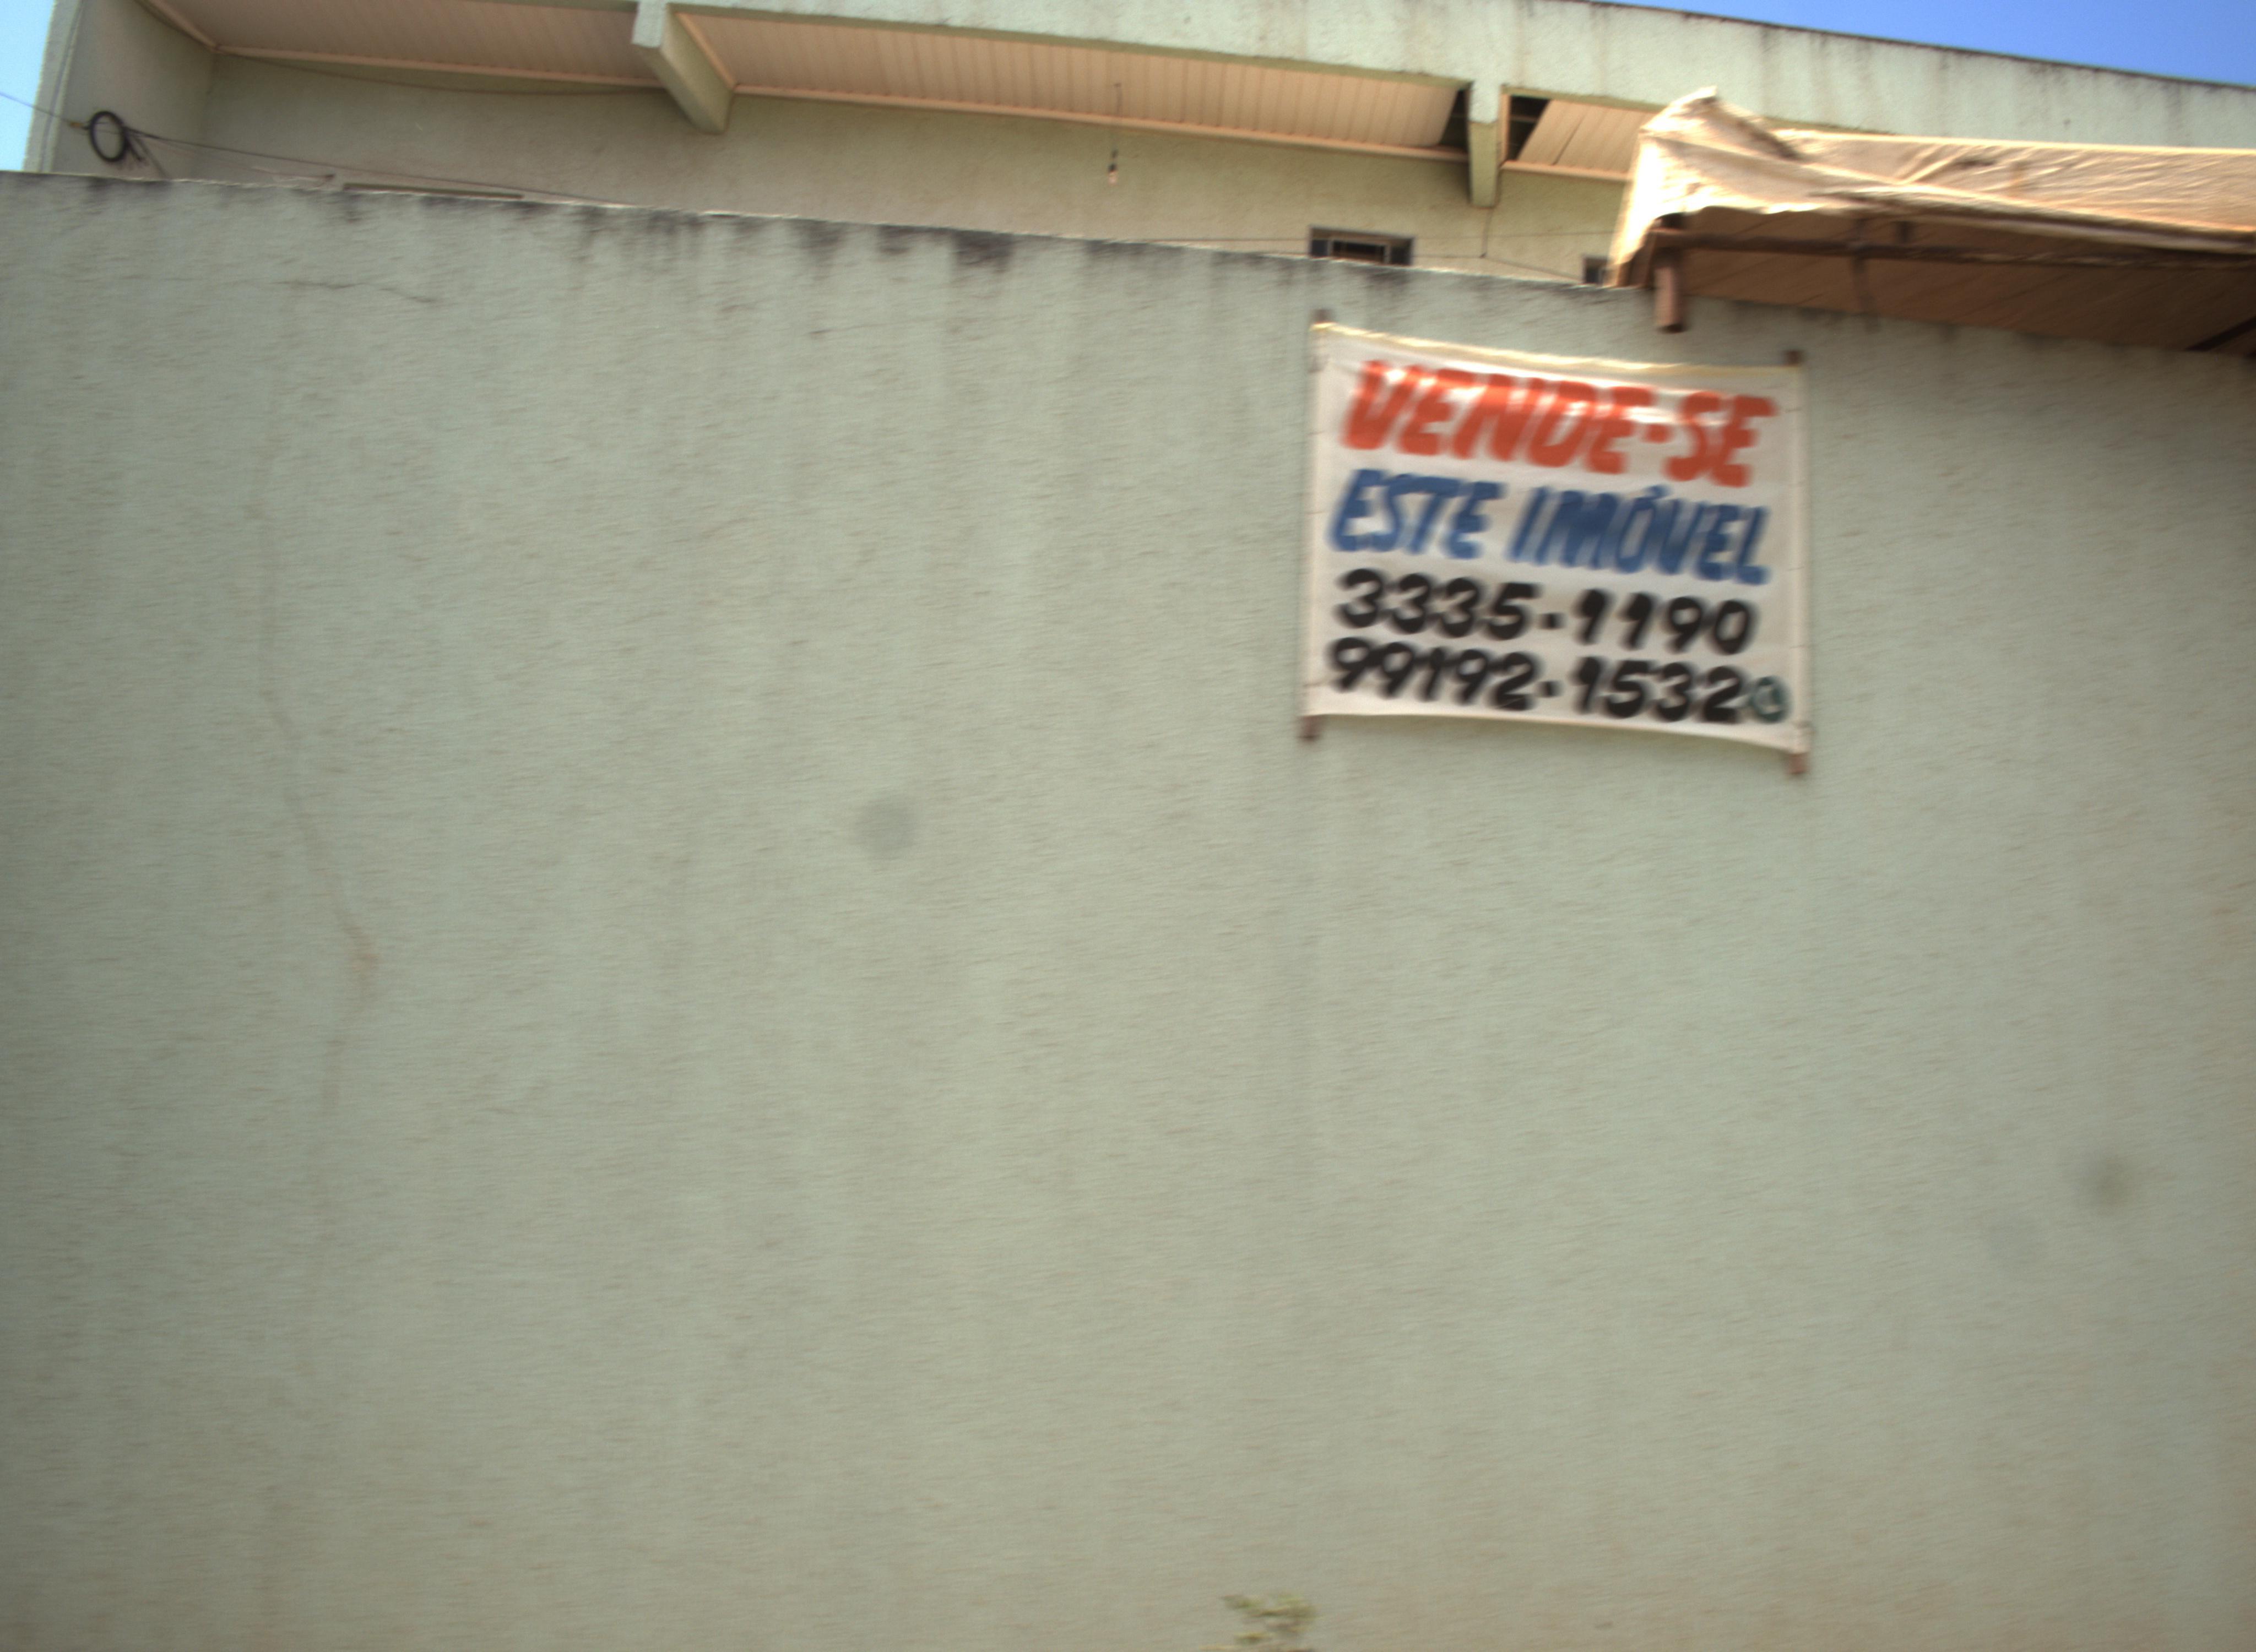 VENDE-SE
ESTE IMÓVEL
3335-1190
99192-1532